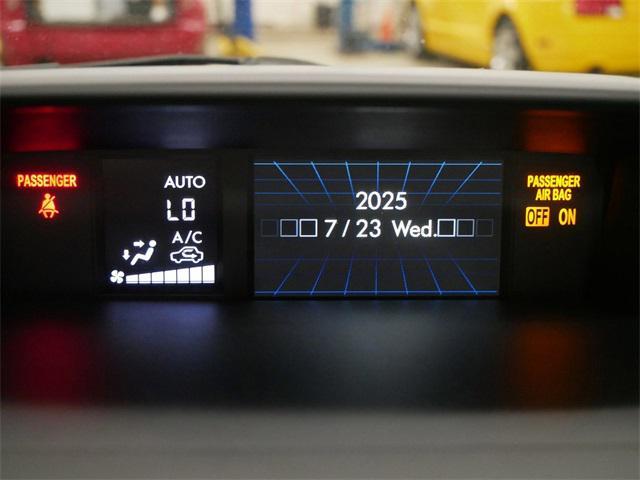 PASSENGER
AUTO
LO
A/C
2025
7 / 23 Wed.
PASSENGER
AIR BAG
OFF ON